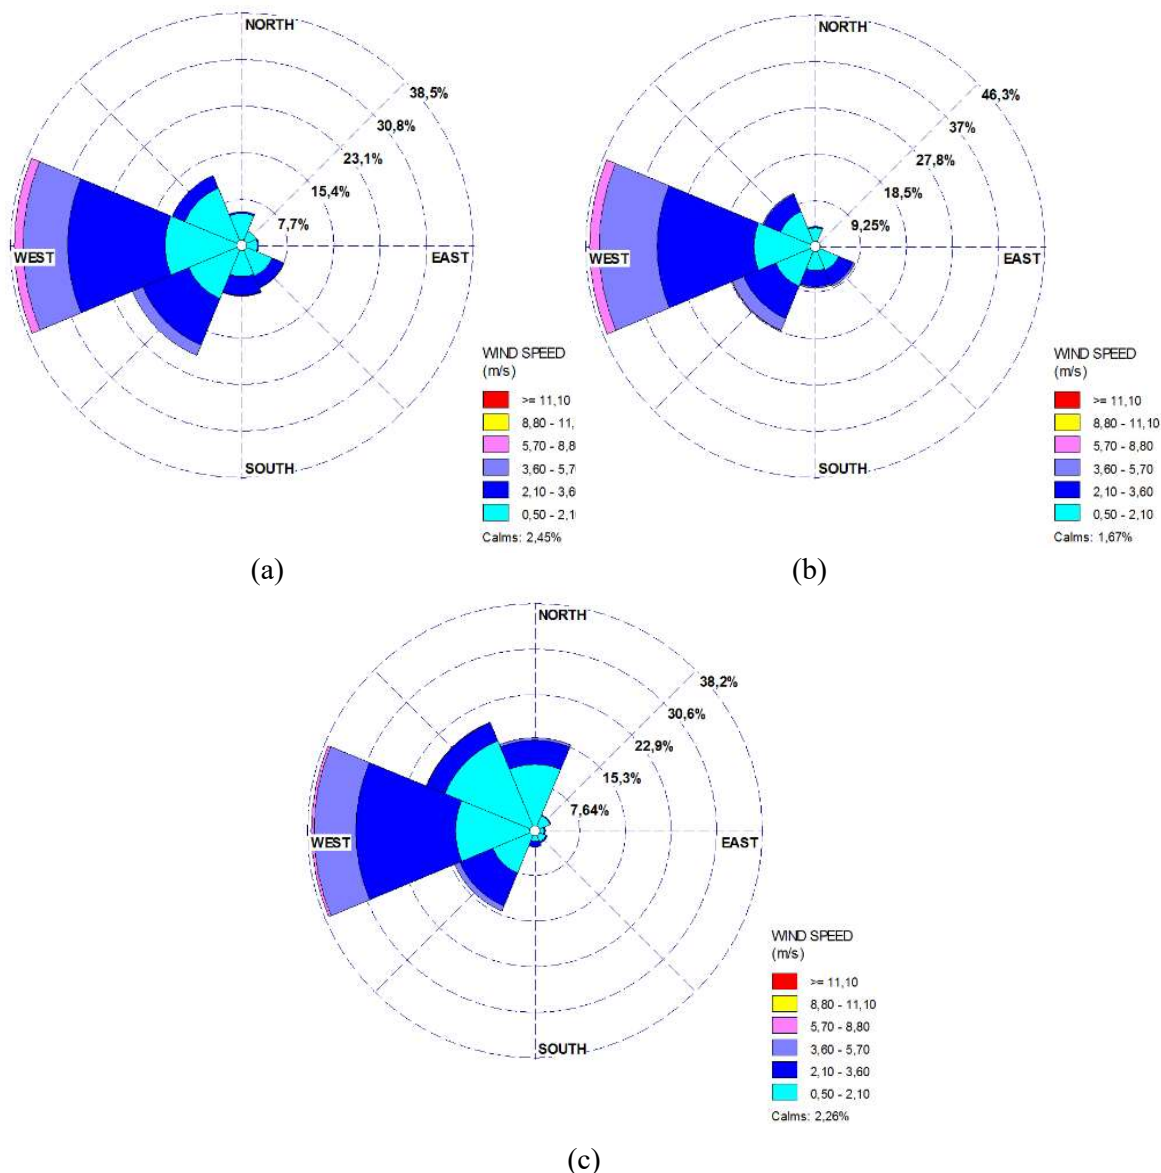 NORTH
38,5%
30,8%
23,1%
15,4%
7,7%
WEST
EAST
SOUTH
WIND SPEED
(m/s)
>= 11,10
8,80 - 11,
5,70 - 8,8
3,60 - 5,70
2,10 - 3,60
0,50 - 2,1
Calms: 2,45%
(a)
NORTH
46,3%
37%
27,8%
18,5%
9,25%
WEST
EAST
SOUTH
WIND SPEED
(m/s)
>= 11,10
8,80 - 11,10
5,70 - 8,80
3,60 - 5,70
2,10 - 3,60
0,50 - 2,10
Calms: 1,67%
(b)
NORTH
38,2%
30,6%
22,9%
15,3%
7,64%
WEST
EAST
SOUTH
WIND SPEED
(m/s)
>= 11,10
8,80 - 11,10
5,70 - 8,80
3,60 - 5,70
2,10 - 3,60
0,50 - 2,10
Calms: 2,26%
(c)